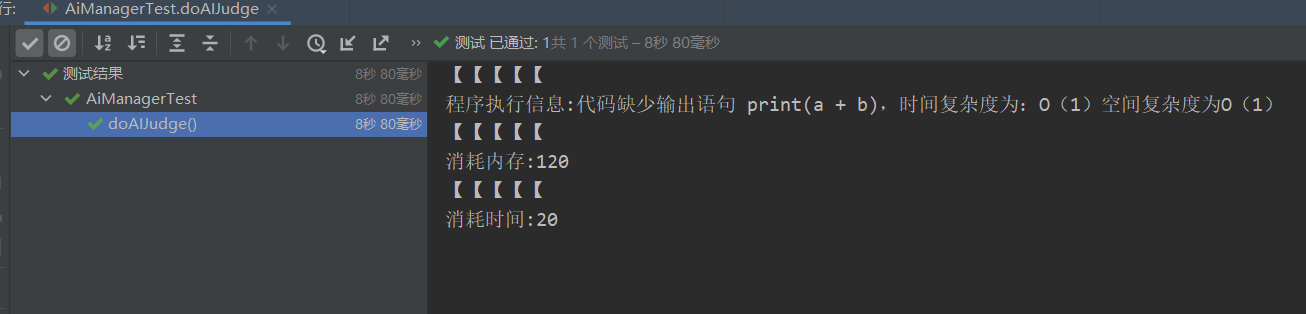 行:
AiManagerTest.doAIJudge
测试 已通过: 1共 1 个测试 – 8秒 80毫秒
测试结果 8秒 80毫秒
AiManagerTest 8秒 80毫秒
doAIJudge() 8秒 80毫秒
【【【【【
程序执行信息:代码缺少输出语句 print(a + b)，时间复杂度为：O（1）空间复杂度为O（1）
【【【【【
消耗内存:120
【【【【【
消耗时间:20